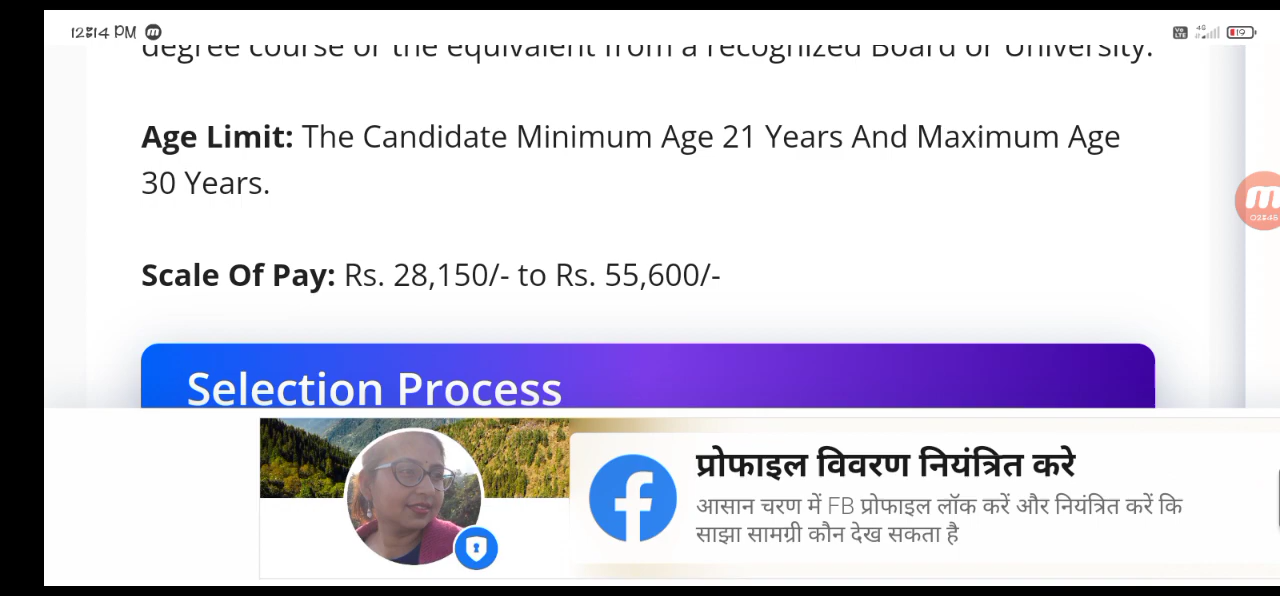 12:14 PM
19
degree course or the equivalent from a recognized Board or University.
Age Limit: The Candidate Minimum Age 21 Years And Maximum Age
30 Years.
Scale Of Pay: Rs. 28,150/- to Rs. 55,600/-
Selection Process
प्रोफाइल विवरण नियंत्रित करे
आसान चरण में FB प्रोफाइल लॉक करें और नियंत्रित करें कि
साझा सामग्री कौन देख सकता है